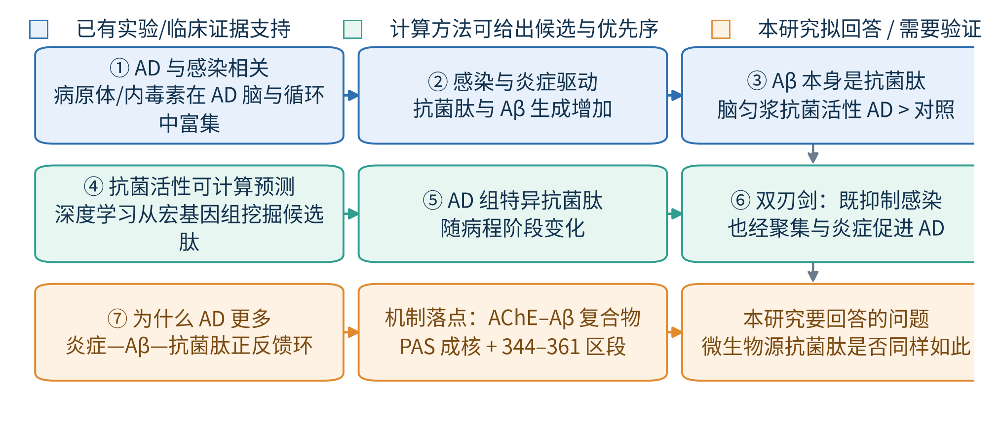 已有实验/临床证据支持
计算方法可给出候选与优先序
本研究拟回答 / 需要验证
① AD 与感染相关
病原体/内毒素在 AD 脑与循环
中富集
② 感染与炎症驱动
抗菌肽与 Aβ 生成增加
③ Aβ 本身是抗菌肽
脑匀浆抗菌活性 AD > 对照
④ 抗菌活性可计算预测
深度学习从宏基因组挖掘候选
肽
⑤ AD 组特异抗菌肽
随病程阶段变化
⑥ 双刃剑：既抑制感染
也经聚集与炎症促进 AD
⑦ 为什么 AD 更多
炎症—Aβ—抗菌肽正反馈环
机制落点：AChE–Aβ 复合物
PAS 成核 + 344–361 区段
本研究要回答的问题
微生物源抗菌肽是否同样如此